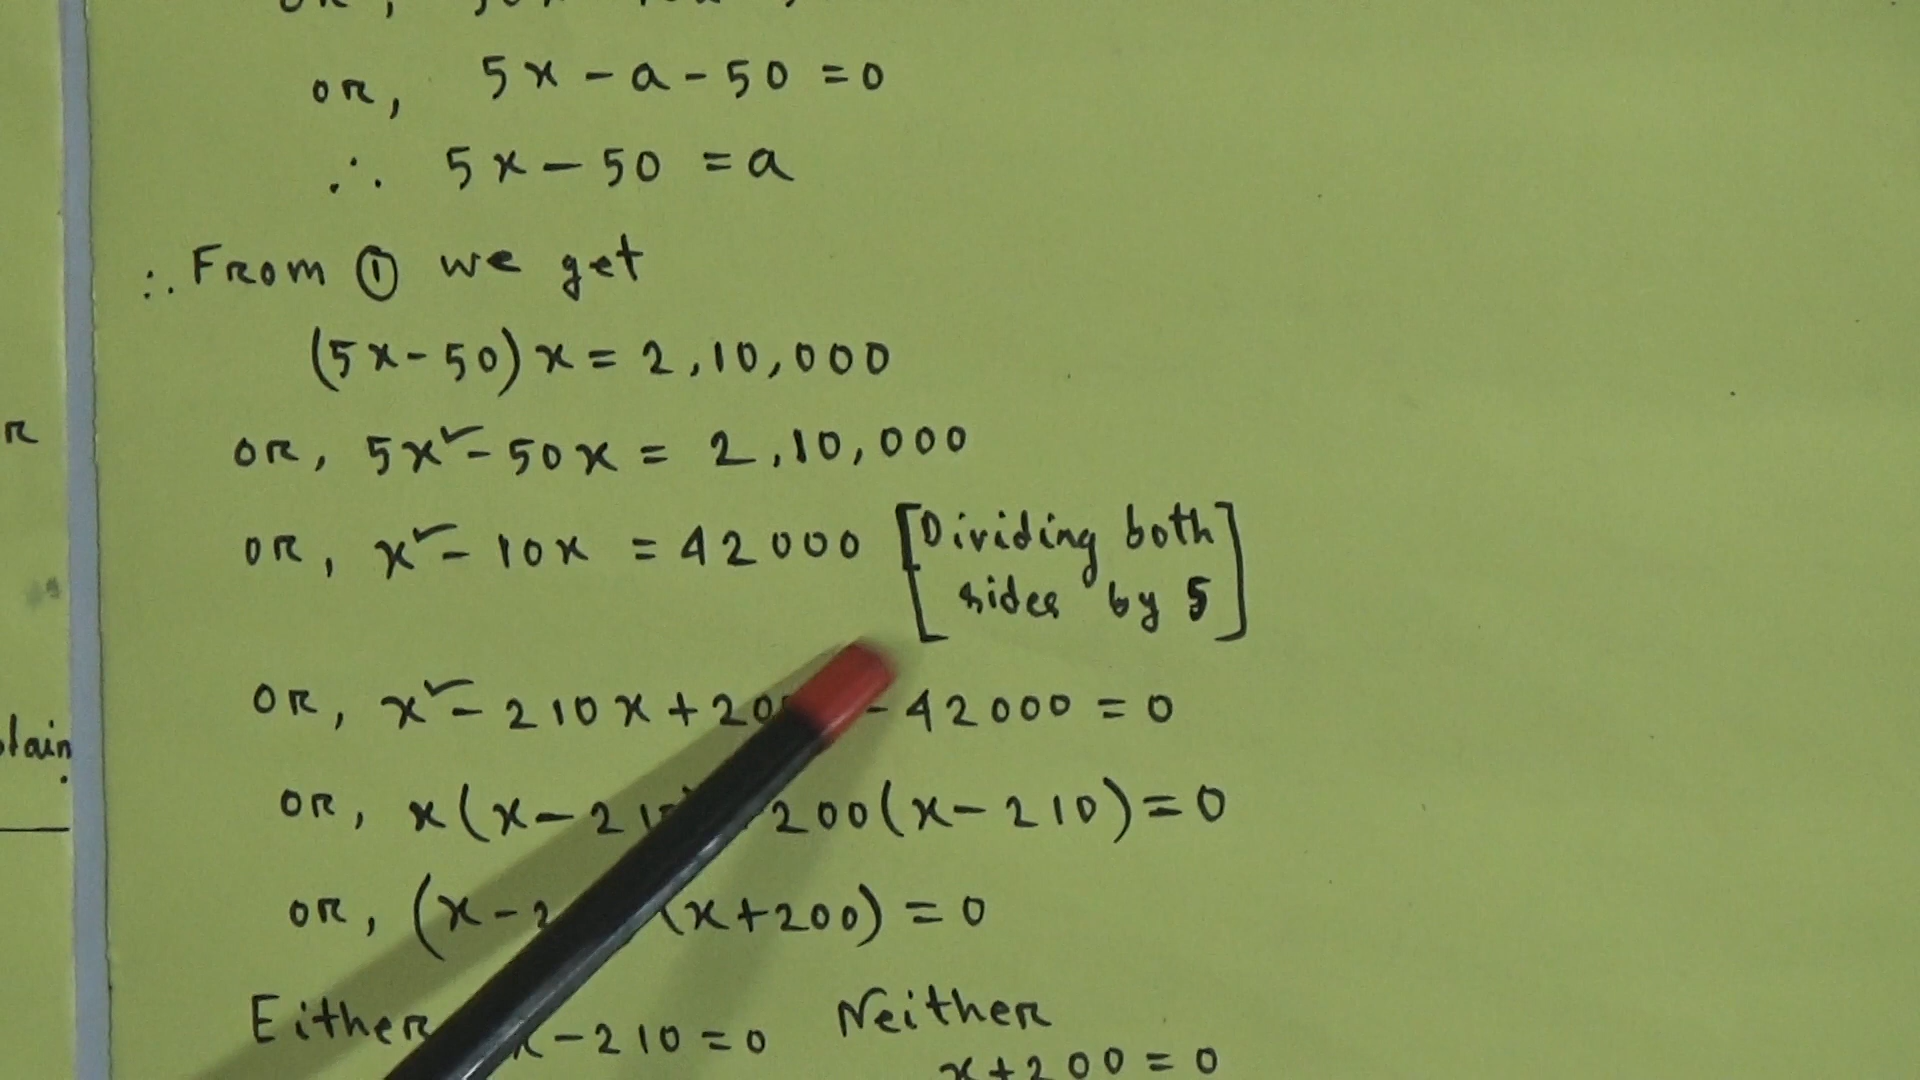 or, 5x - a - 50 = 0
∴ 5x - 50 = a
∴ From ① we get
(5x - 50) x = 2,10,000
or, 5x² - 50x = 2,10,000
or, x² - 10x = 42000 [Dividing both
sides by 5]
or, x² - 210x + 20 - 42000 = 0
or, x(x - 21 200(x - 210) = 0
or, (x - 2 (x + 200) = 0
Either x - 210 = 0 Neither
x + 200 = 0